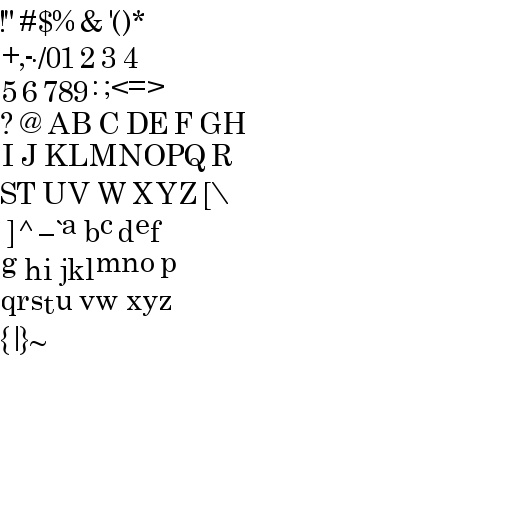 !" #$% & '()*
+,-./01 2 3 4
5 6 789 : ;<=>
? @ AB C DE F GH
I J KLMNOPQ R
ST UV W XYZ [\
] ^ _ `a bc def
g hi jklmno p
qrstu vw xyz
{|}~